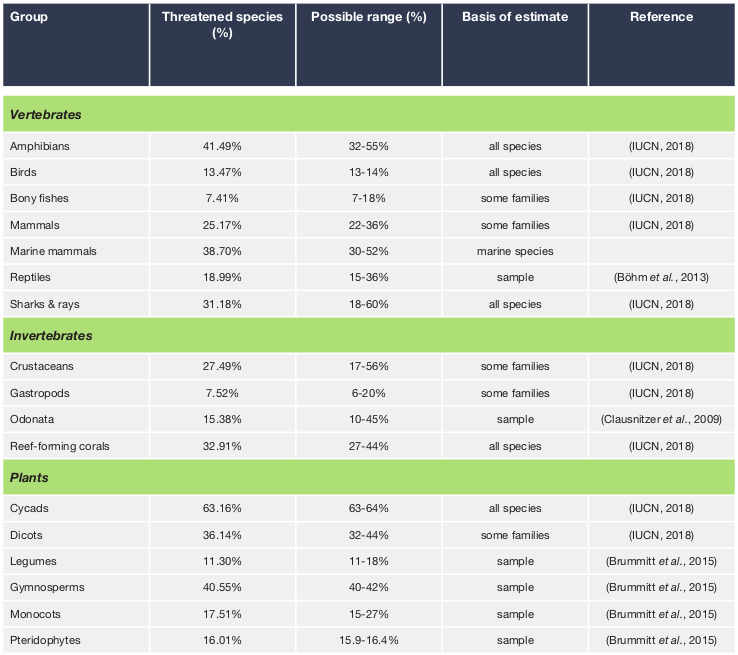 Group Threatened species (%) Possible range (%) Basis of estimate Reference
Vertebrates
Amphibians 41.49% 32-55% all species (IUCN, 2018)
Birds 13.47% 13-14% all species (IUCN, 2018)
Bony fishes 7.41% 7-18% some families (IUCN, 2018)
Mammals 25.17% 22-36% some families (IUCN, 2018)
Marine mammals 38.70% 30-52% marine species
Reptiles 18.99% 15-36% sample (Böhm et al., 2013)
Sharks & rays 31.18% 18-60% all species (IUCN, 2018)
Invertebrates
Crustaceans 27.49% 17-56% some families (IUCN, 2018)
Gastropods 7.52% 6-20% some families (IUCN, 2018)
Odonata 15.38% 10-45% sample (Clausnitzer et al., 2009)
Reef-forming corals 32.91% 27-44% all species (IUCN, 2018)
Plants
Cycads 63.16% 63-64% all species (IUCN, 2018)
Dicots 36.14% 32-44% some families (IUCN, 2018)
Legumes 11.30% 11-18% sample (Brummitt et al., 2015)
Gymnosperms 40.55% 40-42% sample (Brummitt et al., 2015)
Monocots 17.51% 15-27% sample (Brummitt et al., 2015)
Pteridophytes 16.01% 15.9-16.4% sample (Brummitt et al., 2015)